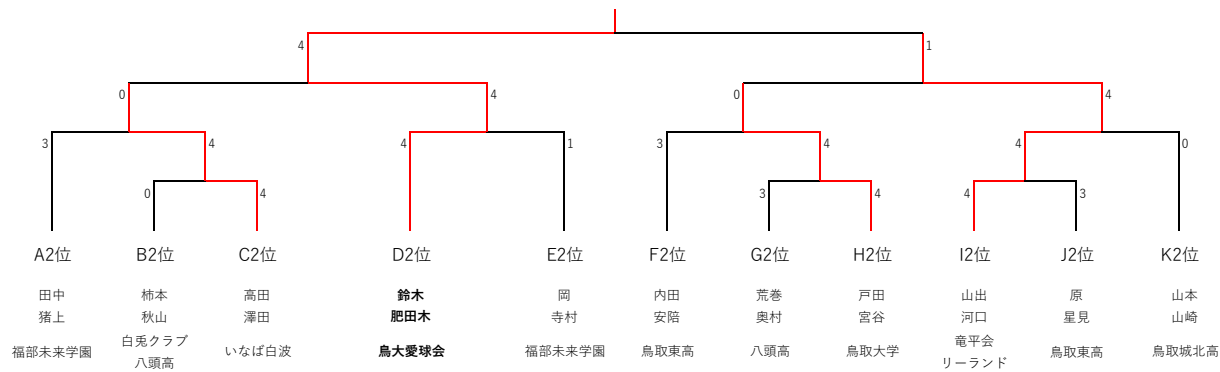 4
1
0
4
0
4
3
4
4
1
3
4
4
0
0
4
3
4
4
3
A2位
B2位
C2位
D2位
E2位
F2位
G2位
H2位
I2位
J2位
K2位
田中
柿本
高田
鈴木
岡
内田
荒巻
戸田
山出
原
山本
猪上
秋山
澤田
肥田木
寺村
安陪
奥村
宮谷
河口
星見
山崎
福部未来学園
白兎クラブ
八頭高
いなば白波
鳥大愛球会
福部未来学園
鳥取東高
八頭高
鳥取大学
竜平会
リーランド
鳥取東高
鳥取城北高